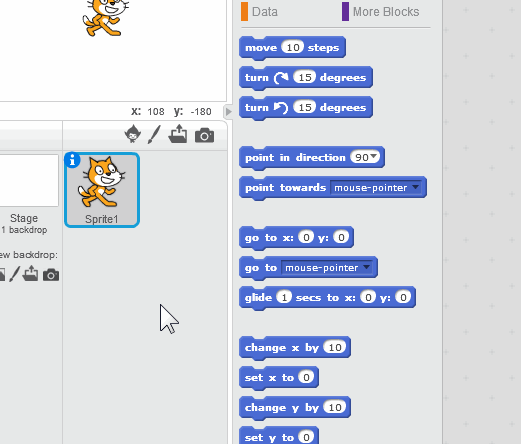 Data
More Blocks
move 10 steps
turn 15 degrees
turn 15 degrees
point in direction 90
point towards mouse-pointer
go to x: 0 y: 0
go to mouse-pointer
glide 1 secs to x: 0 y: 0
change x by 10
set x to 0
change y by 10
set y to 0
x: 108 y: -180
Sprite1
Stage
1 backdrop
ew backdrop: